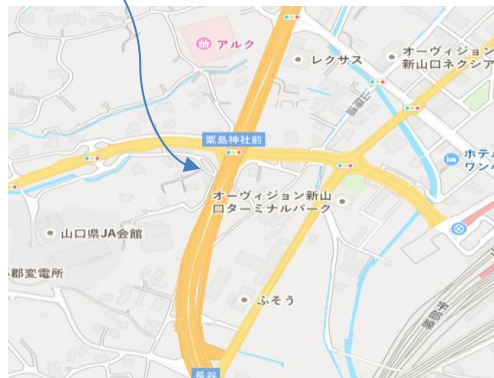 アルク
レクサス
オーヴィジョン
新山口ネクシア
山陽道
粟島神社前
ホテル
ワンハ
オーヴィジョン新山
口ターミナルパーク
山口県JA会館
郡変電所
ふそう
宇部線
長谷